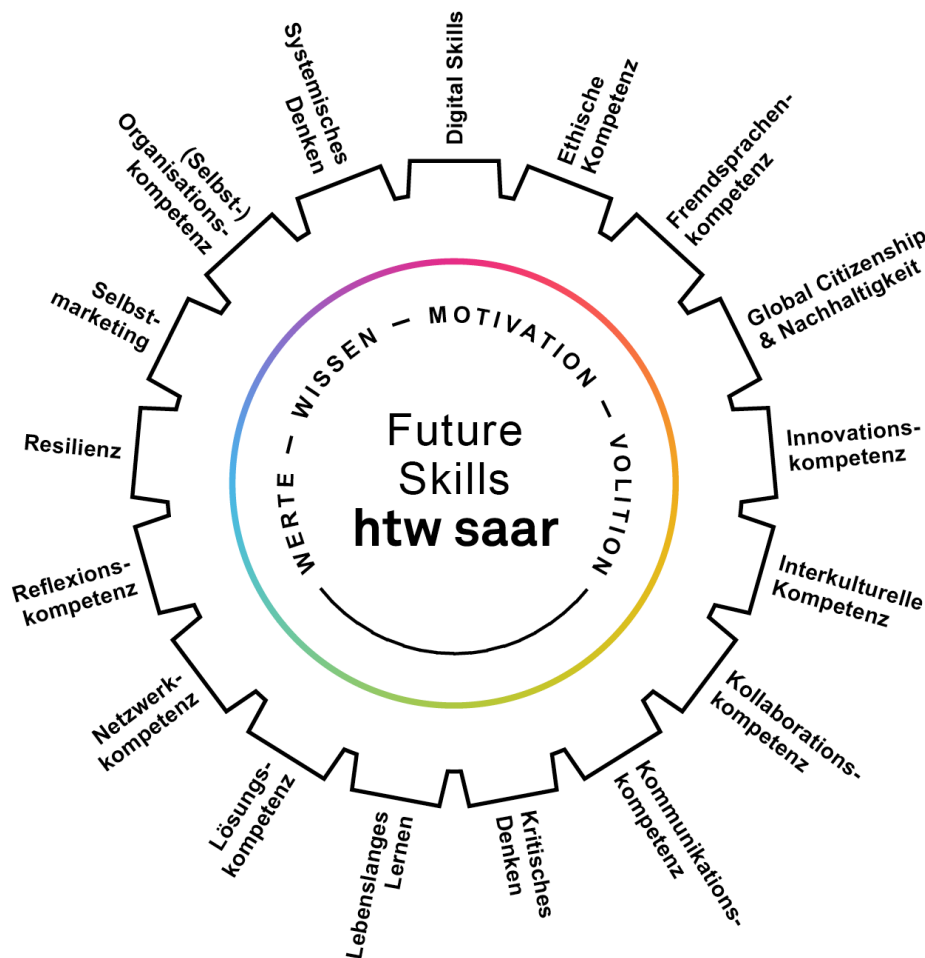 Digital Skills
Ethische
Kompetenz
Fremdsprachen-
kompetenz
Global Citizenship
& Nachhaltigkeit
Innovations-
kompetenz
Interkulturelle
Kompetenz
Kollaborations-
kompetenz
Kommunikations-
kompetenz
Kritisches
Denken
Lebenslanges
Lernen
Lösungs-
kompetenz
Netzwerk-
kompetenz
Reflexions-
kompetenz
Resilienz
Selbst-
marketing
(Selbst-)
Organisations-
kompetenz
Systemisches
Denken
WERTE — WISSEN — MOTIVATION — VOLITION
Future
Skills
htw saar